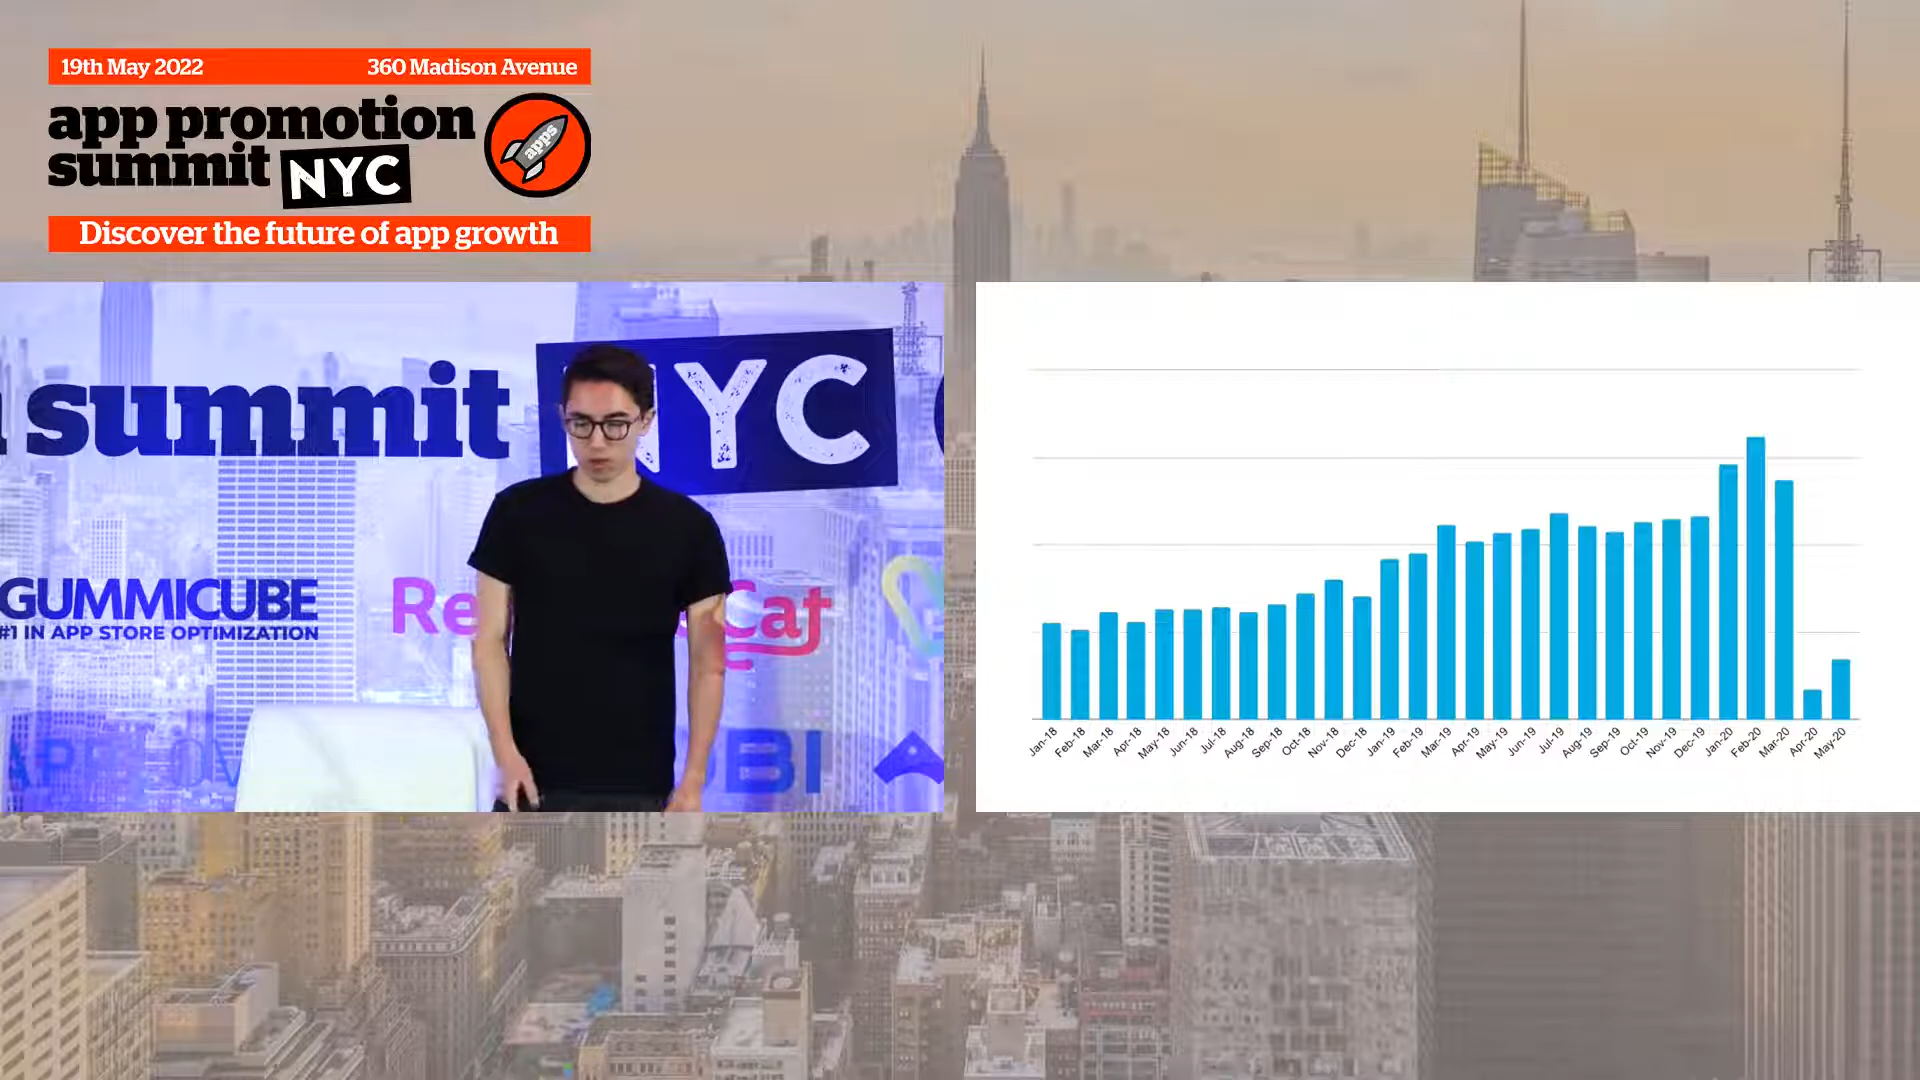 19th May 2022
360 Madison Avenue
app promotion
summit NYC
apps
Discover the future of app growth
summit NYC
GUMMICUBE
#1 IN APP STORE OPTIMIZATION
Jan-18
Feb-18
Mar-18
Apr-18
May-18
Jun-18
Jul-18
Aug-18
Sep-18
Oct-18
Nov-18
Dec-18
Jan-19
Feb-19
Mar-19
Apr-19
May-19
Jun-19
Jul-19
Aug-19
Sep-19
Oct-19
Nov-19
Dec-19
Jan-20
Feb-20
Mar-20
Apr-20
May-20